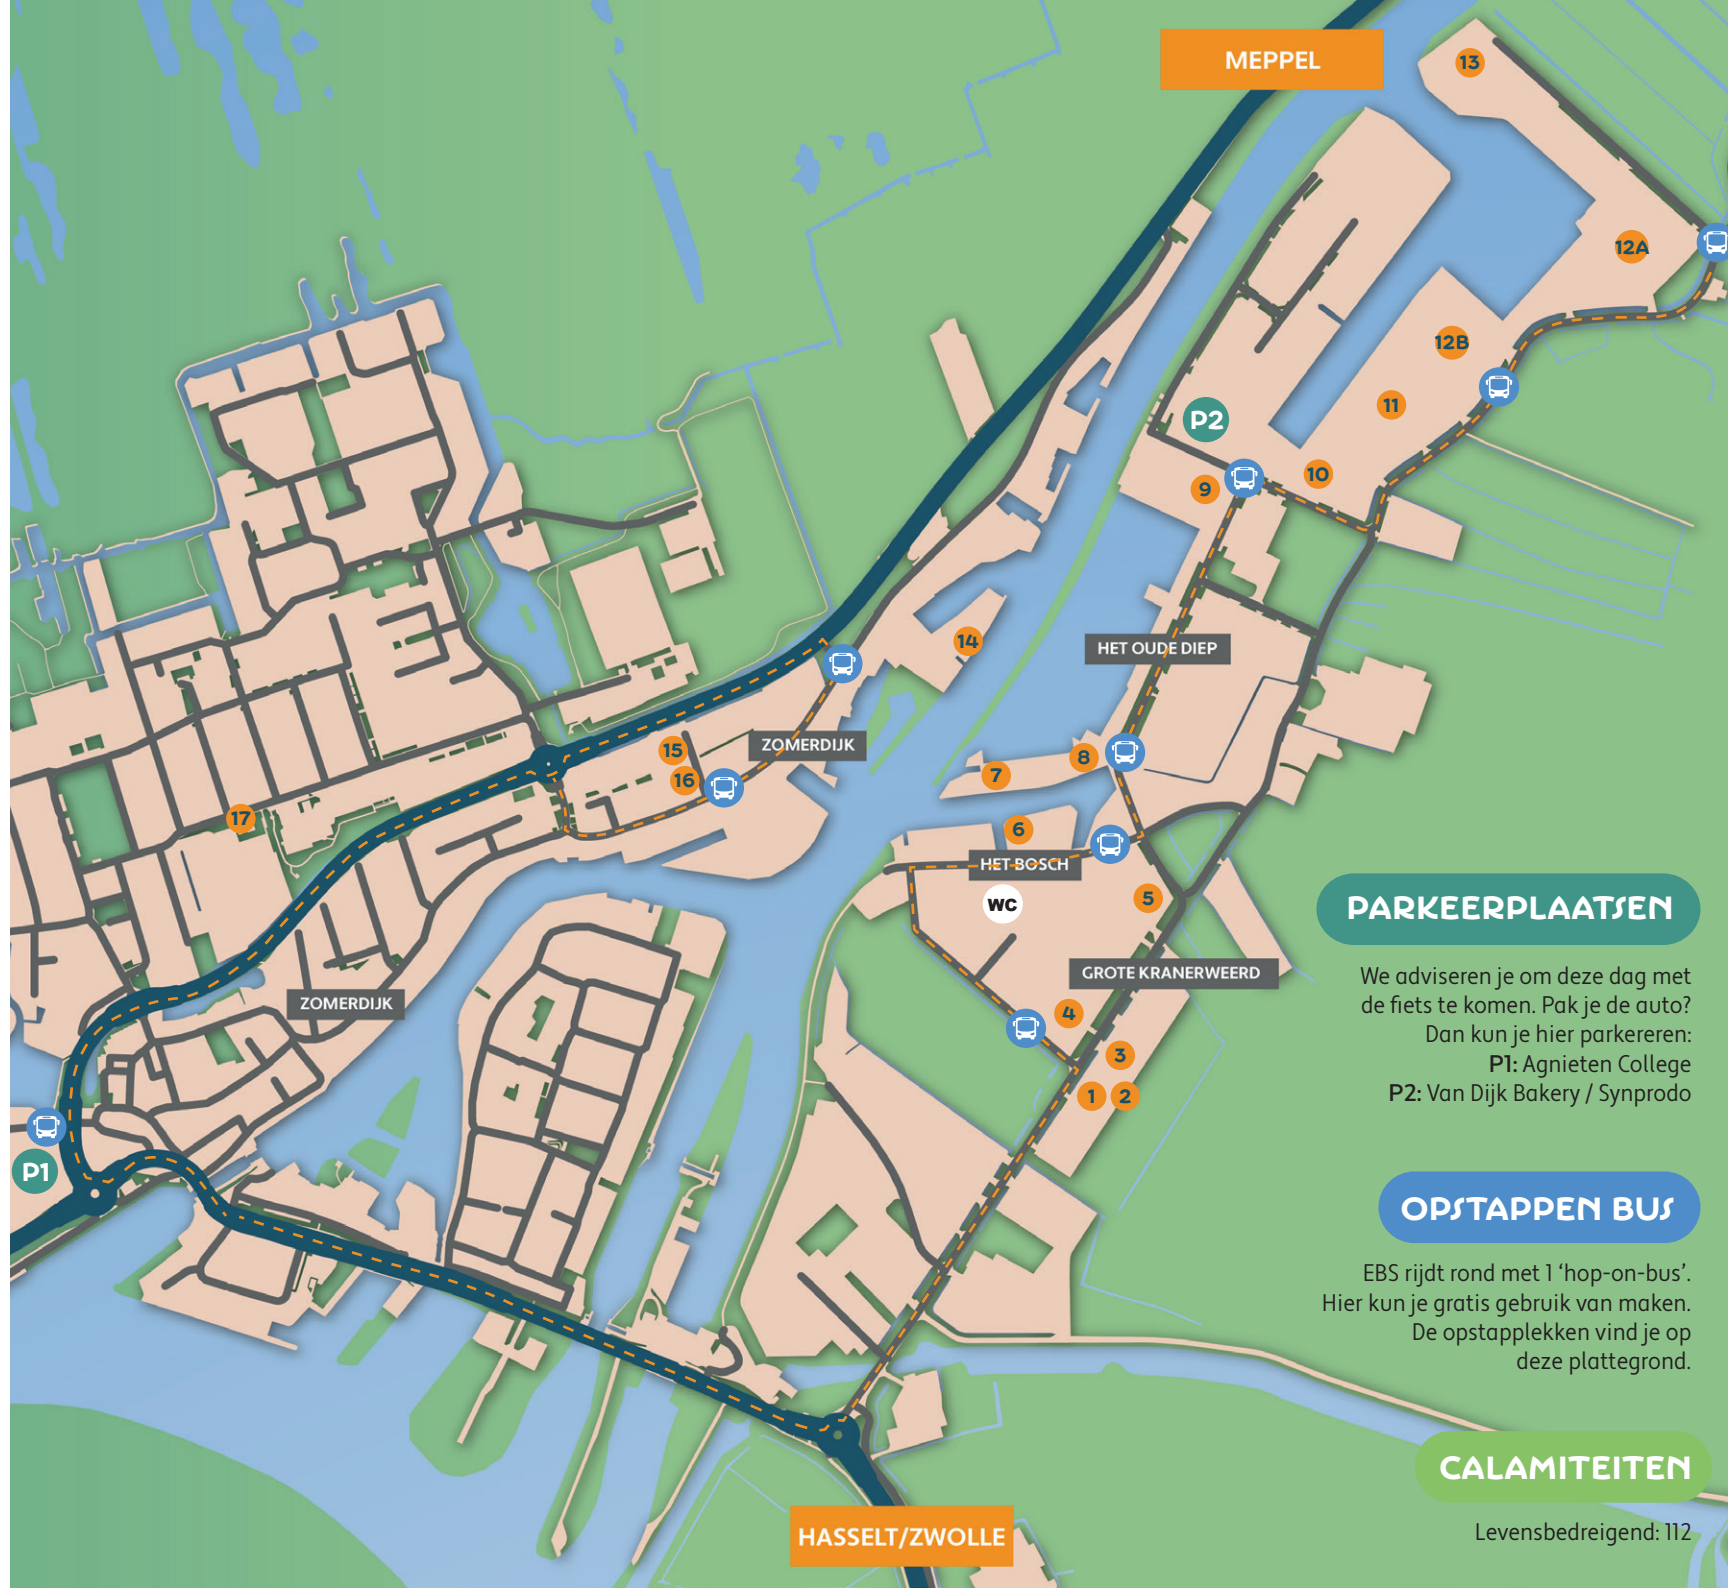 MEPPEL
13
12A
12B
11
P2
10
9
14
HET OUDE DIEP
ZOMERDIJK
15
16
8
7
17
6
HET BOSCH
WC
5
GROTE KRANERWEERD
ZOMERDIJK
4
3
1
2
P1
PARKEERPLAATSEN
We adviseren je om deze dag met
de fiets te komen. Pak je de auto?
Dan kun je hier parkereren:
P1: Agnieten College
P2: Van Dijk Bakery / Synprodo
OPSTAPPEN BUS
EBS rijdt rond met 1 ‘hop-on-bus’.
Hier kun je gratis gebruik van maken.
De opstapplekken vind je op
deze plattegrond.
CALAMITEITEN
Levensbedreigend: 112
HASSELT/ZWOLLE